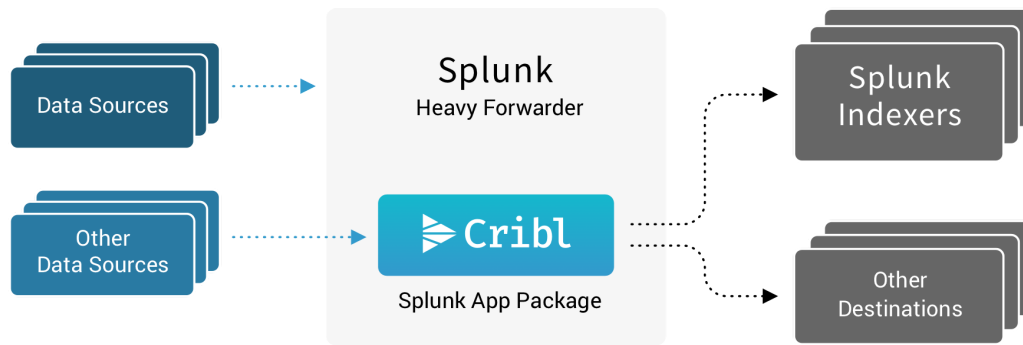 Data Sources
Other
Data Sources
Splunk
Heavy Forwarder
Cribl
Splunk App Package
Splunk
Indexers
Other
Destinations